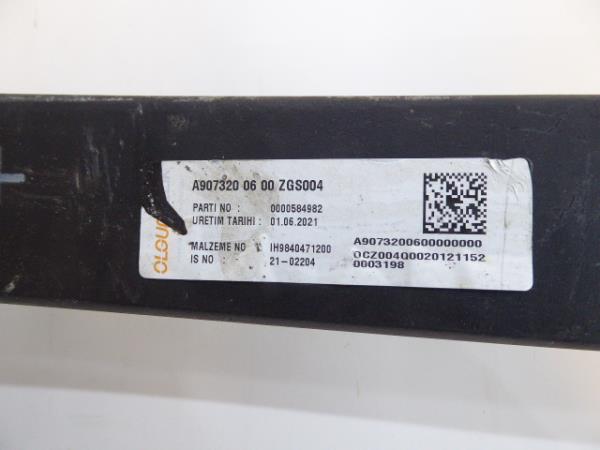 A907320 06 00 ZGS004
PARTI NO : 0000584982
URETIM TARIHI : 01.06.2021
MALZEME NO : IH9840471200
IS NO : 21-02204
A9073200600000000
OCZ004Q0020121152
0003198